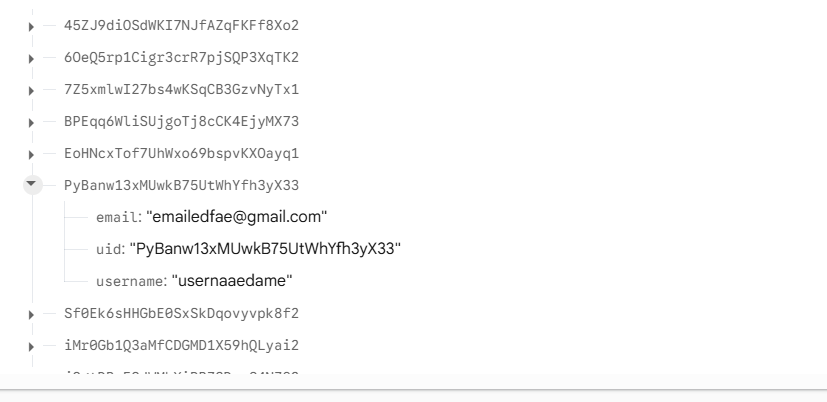 45ZJ9diOSdWKI7NJfAZqFKFf8Xo2
6OeQ5rp1Cigr3crR7pjSQP3XqTK2
7Z5xmlwI27bs4wKSqCB3GzvNyTx1
BPEqq6WliSUjgoTj8cCK4EjyMX73
EoHNcxTof7UhWxo69bspvKXOayq1
PyBanw13xMUwkB75UtWhYfh3yX33
email: "emailedfae@gmail.com"
uid: "PyBanw13xMUwkB75UtWhYfh3yX33"
username: "usernaaedame"
Sf0Ek6sHHGbE0SxSkDqovyvpk8f2
iMr0Gb1Q3aMfCDGMD1X59hQLyai2